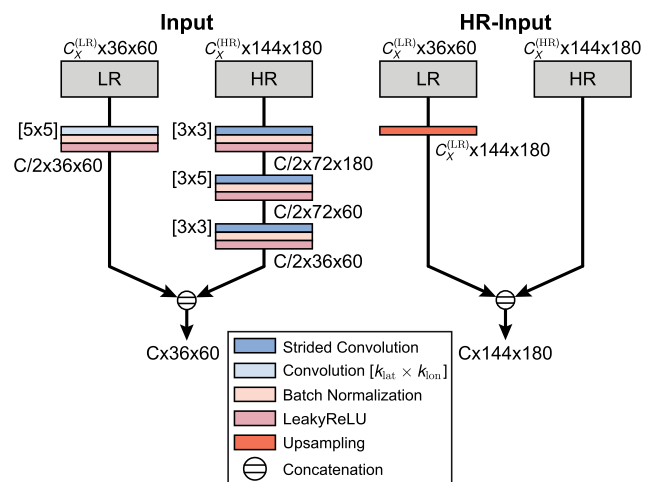 Input
HR-Input
C_X^(LR)x36x60
C_X^(HR)x144x180
C_X^(LR)x36x60
C_X^(HR)x144x180
LR
HR
LR
HR
[5x5]
[3x3]
C/2x36x60
C_X^(LR)x144x180
C/2x72x180
[3x5]
C/2x72x60
[3x3]
C/2x36x60
Cx36x60
Cx144x180
Strided Convolution
Convolution [k_lat × k_lon]
Batch Normalization
LeakyReLU
Upsampling
Concatenation